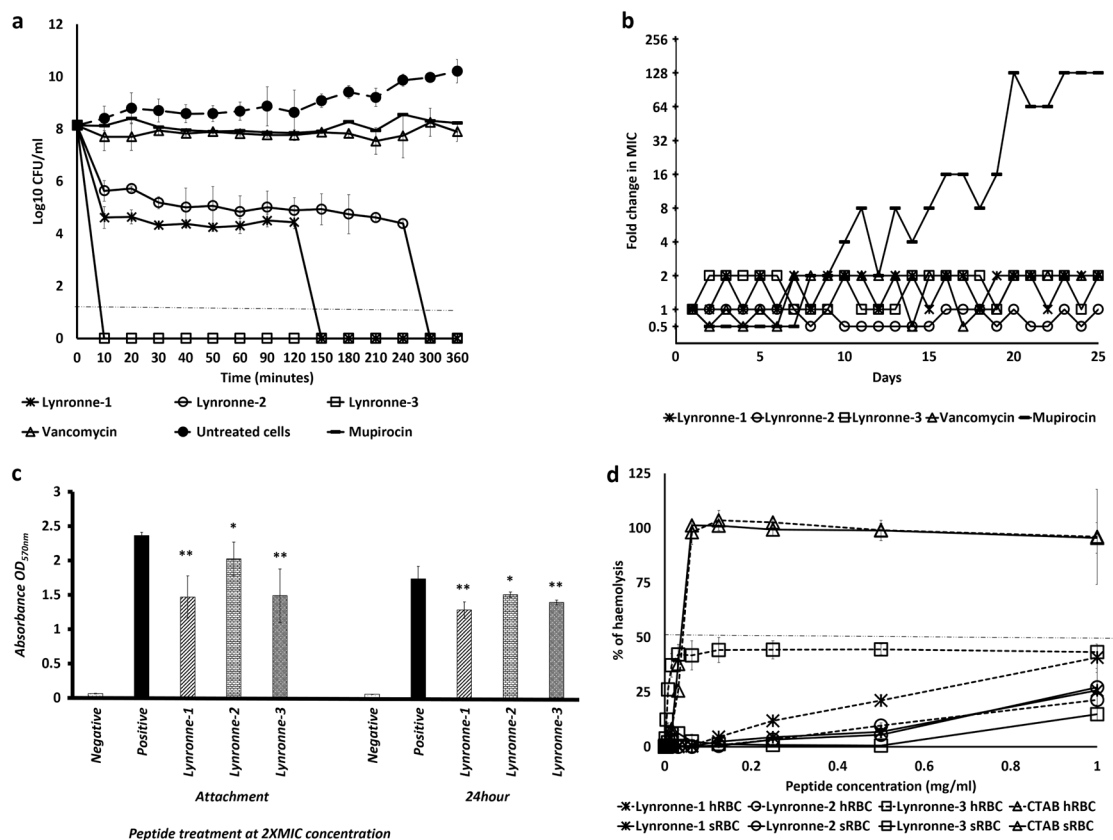 a
12
10
8
6
4
2
0
Log10 CFU/ml
0 10 20 30 40 50 60 90 120 150 180 210 240 300 360
Time (minutes)
Lynronne-1 Lynronne-2 Lynronne-3
Vancomycin Untreated cells Mupirocin
b
256
128
64
32
16
8
4
2
1
0.5
Fold change in MIC
0 5 10 15 20 25
Days
Lynronne-1 Lynronne-2 Lynronne-3 Vancomycin Mupirocin
c
3
2.5
2
1.5
1
0.5
0
Absorbance OD570nm
** * ** ** * **
Negative Positive Lynronne-1 Lynronne-2 Lynronne-3 Negative Positive Lynronne-1 Lynronne-2 Lynronne-3
Attachment 24hour
Peptide treatment at 2XMIC concentration
d
125
100
75
50
25
0
% of haemolysis
0 0.2 0.4 0.6 0.8 1
Peptide concentration (mg/ml)
Lynronne-1 hRBC Lynronne-2 hRBC Lynronne-3 hRBC CTAB hRBC
Lynronne-1 sRBC Lynronne-2 sRBC Lynronne-3 sRBC CTAB sRBC